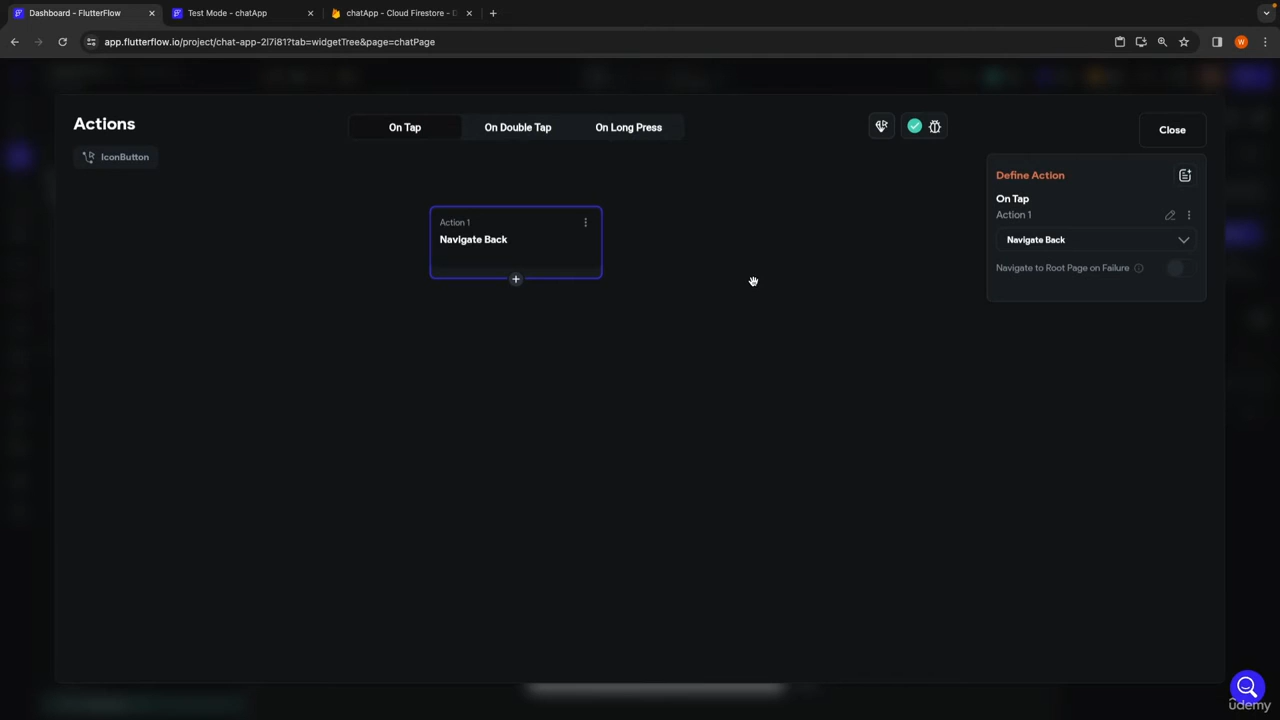 Dashboard - FlutterFlow
Test Mode - chatApp
chatApp - Cloud Firestore - D
app.flutterflow.io/project/chat-app-2l7i81?tab=widgetTree&page=chatPage
W
Actions
On Tap
On Double Tap
On Long Press
Close
IconButton
Define Action
On Tap
Action 1
Navigate Back
Navigate to Root Page on Failure
Action 1
Navigate Back
ûdemy